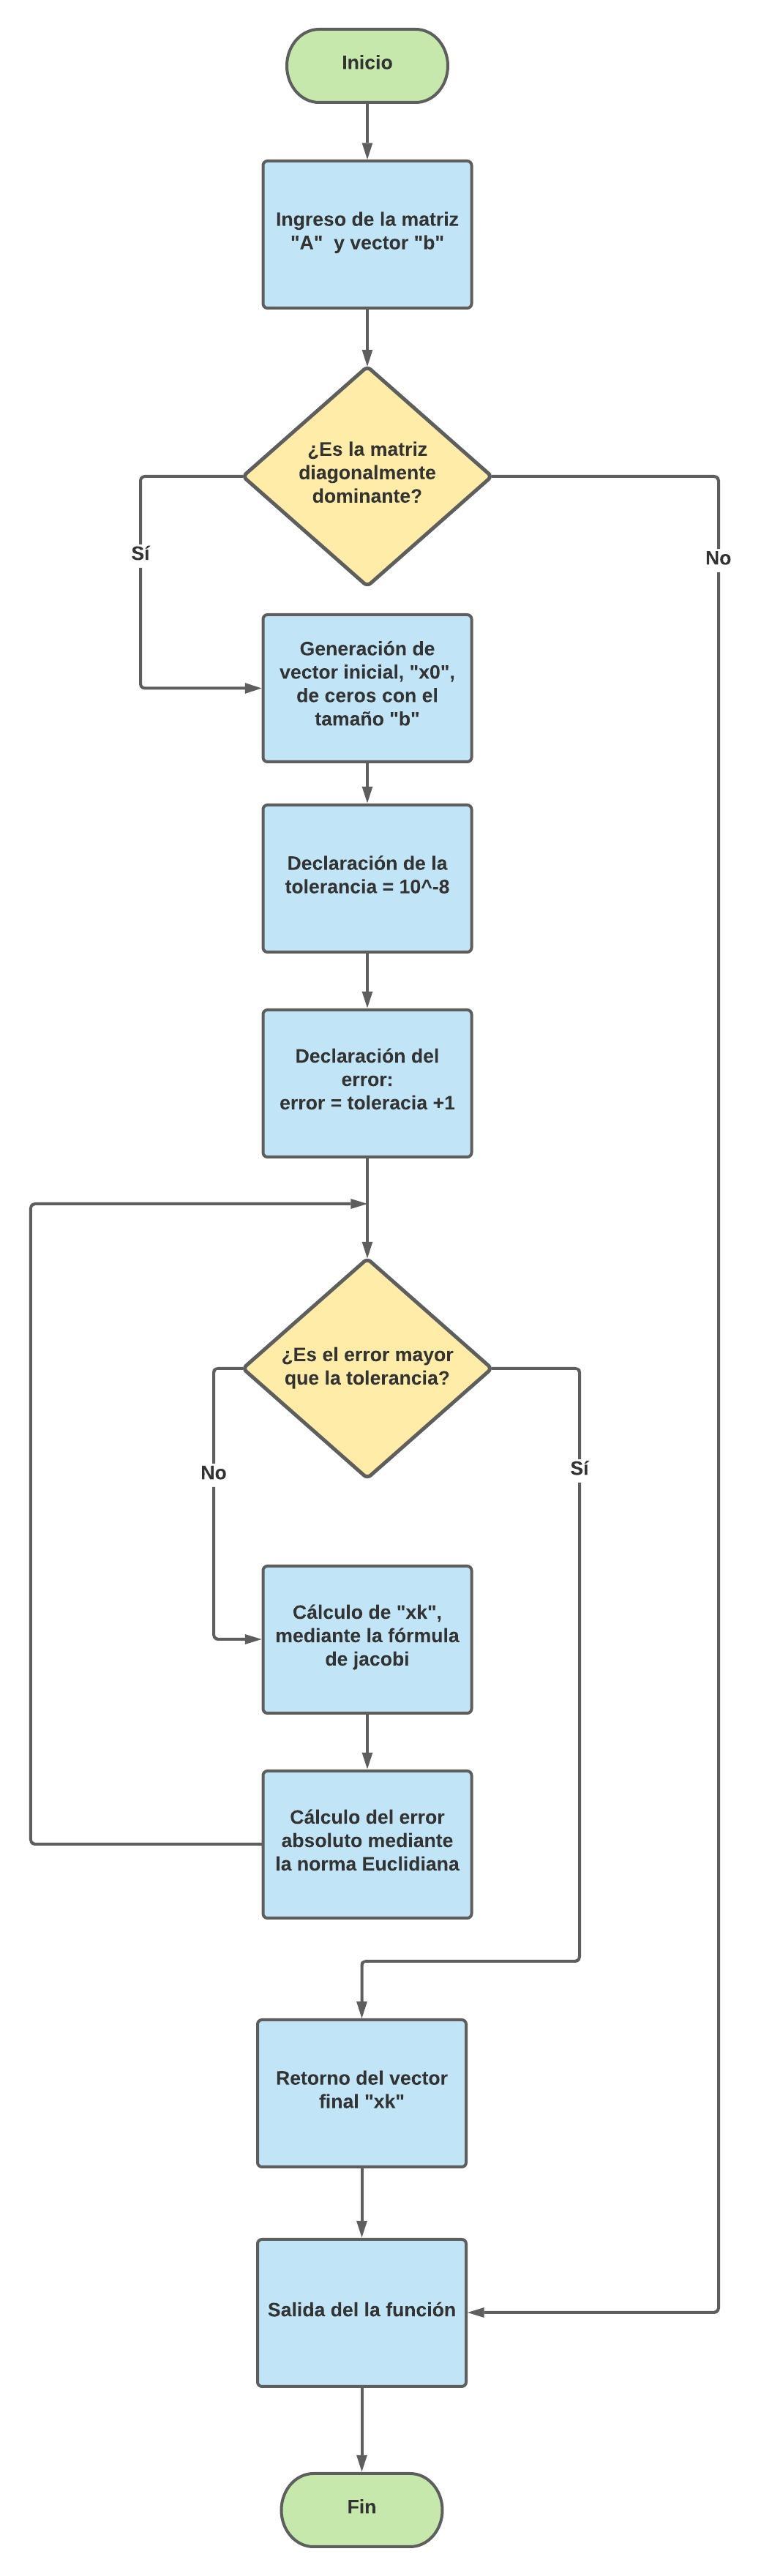 Inicio
Ingreso de la matriz
"A"  y vector "b"
¿Es la matriz
diagonalmente
dominante?
Sí
No
Generación de
vector inicial, "x0",
de ceros con el
tamaño "b"
Declaración de la
tolerancia = 10^-8
Declaración del
error:
error = toleracia +1
¿Es el error mayor
que la tolerancia?
No
Sí
Cálculo de "xk",
mediante la fórmula
de jacobi
Cálculo del error
absoluto mediante
la norma Euclidiana
Retorno del vector
final "xk"
Salida del la función
Fin